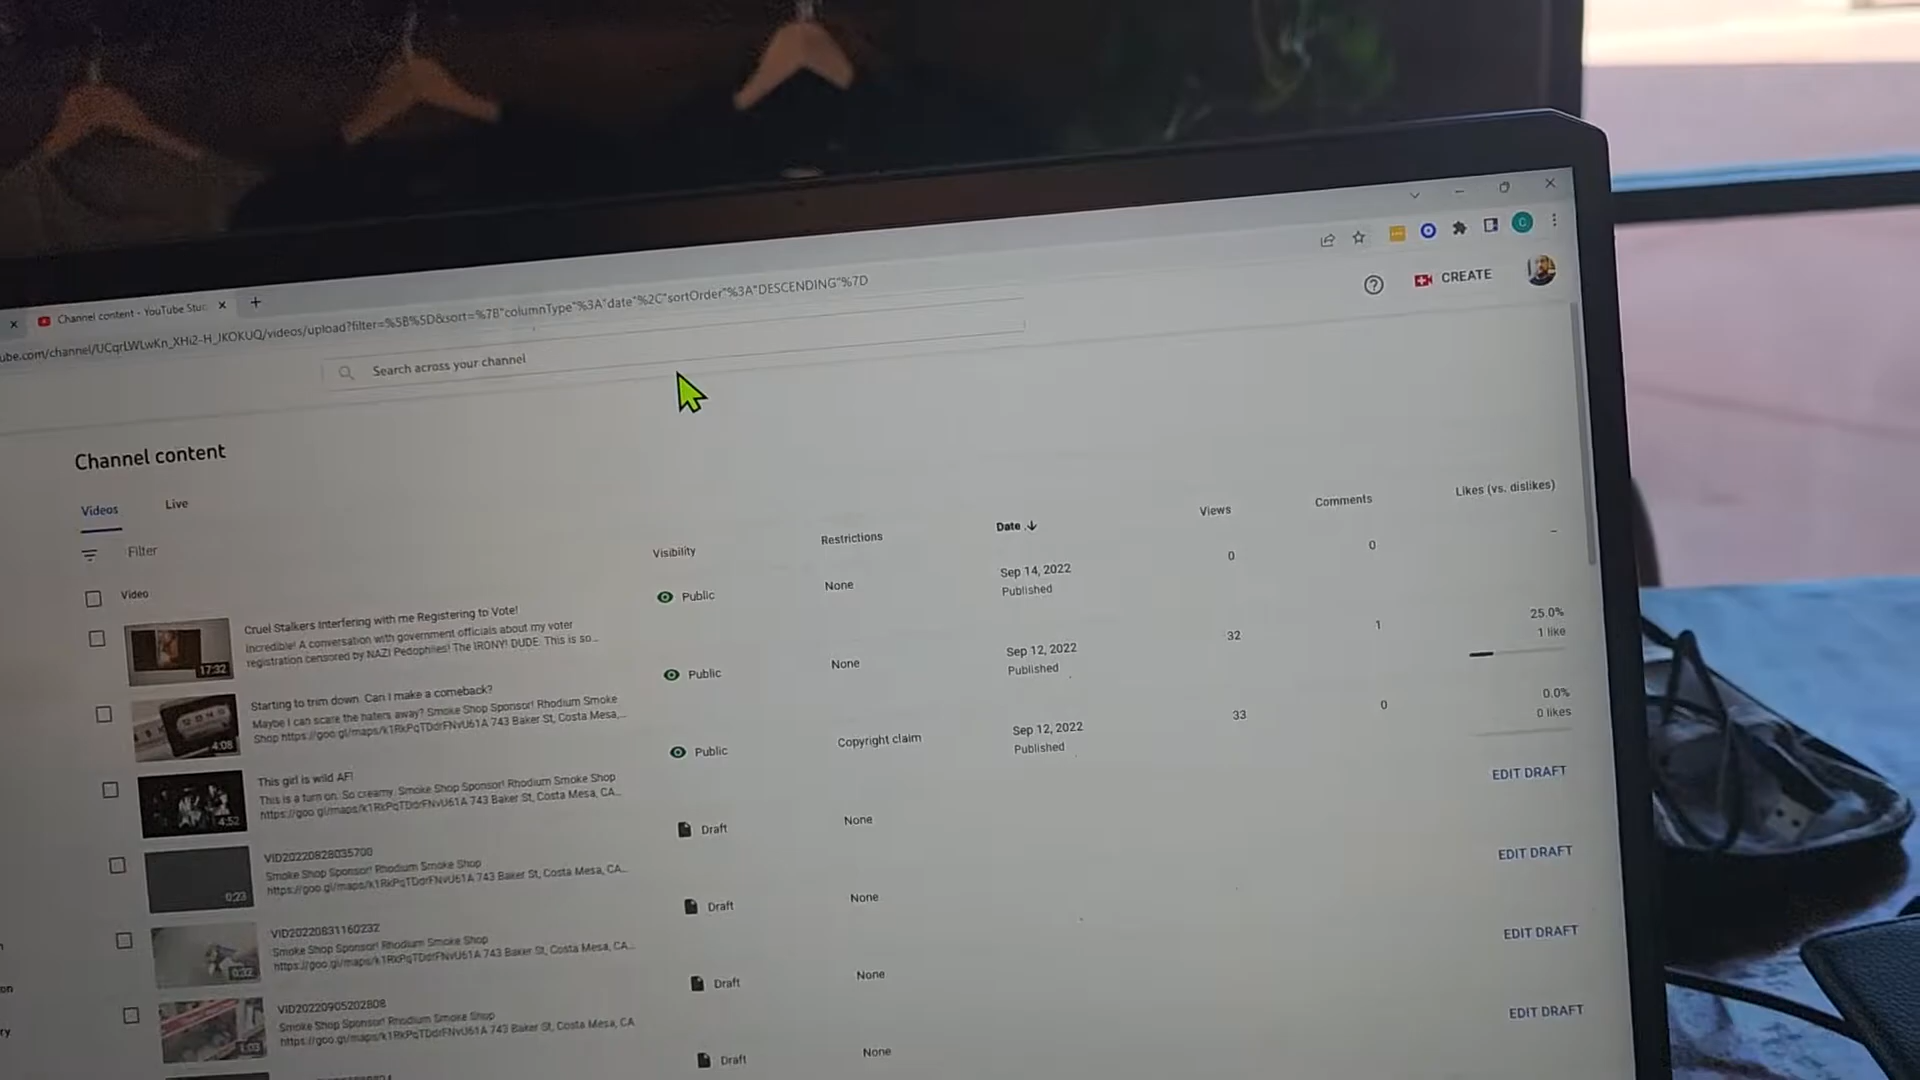 Channel content - YouTube Stu
ube.com/channel/UCqrLWLwKn_XHi2-H_JKOKUQ/videos/upload?filter=%5B%5D&sort=%7B"columnType"%3A"date"%2C"sortOrder"%3A"DESCENDING"%7D
Search across your channel
CREATE
Channel content
Videos Live
Filter
Video Visibility Restrictions Date Views Comments Likes (vs. dislikes)
Cruel Stalkers Interfering with me Registering to Vote!
Incredible! A conversation with government officials about my voter
registration censored by NAZI Pedophiles! The IRONY! DUDE. This is so...
17:32
Public None Sep 14, 2022 0 0 –
Published
Starting to trim down. Can I make a comeback?
Maybe I can scare the haters away? Smoke Shop Sponsor! Rhodium Smoke
Shop https://goo.gl/maps/k1RkPqTDdrFNvU61A 743 Baker St, Costa Mesa,...
4:08
Public None Sep 12, 2022 32 1 25.0%
Published 1 like
This girl is wild AF!
This is a turn on. So creamy. Smoke Shop Sponsor! Rhodium Smoke Shop
https://goo.gl/maps/k1RkPqTDdrFNvU61A 743 Baker St, Costa Mesa, CA...
4:52
Public Copyright claim Sep 12, 2022 33 0 0.0%
Published 0 likes
VID20220828035700
Smoke Shop Sponsor! Rhodium Smoke Shop
https://goo.gl/maps/k1RkPqTDdrFNvU61A 743 Baker St, Costa Mesa, CA...
0:23
Draft None EDIT DRAFT
VID20220831160232
Smoke Shop Sponsor! Rhodium Smoke Shop
https://goo.gl/maps/k1RkPqTDdrFNvU61A 743 Baker St, Costa Mesa, CA...
0:32
Draft None EDIT DRAFT
VID20220905202808
Smoke Shop Sponsor! Rhodium Smoke Shop
https://goo.gl/maps/k1RkPqTDdrFNvU61A 743 Baker St, Costa Mesa, CA
1:03
Draft None EDIT DRAFT
Draft None EDIT DRAFT